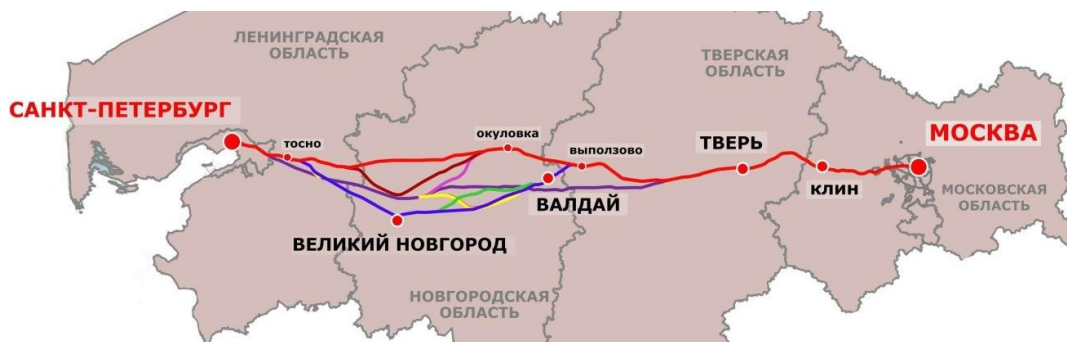 ЛЕНИНГРАДСКАЯ
ОБЛАСТЬ
ТВЕРСКАЯ
ОБЛАСТЬ
САНКТ-ПЕТЕРБУРГ
тосно
окуловка
выползово
ТВЕРЬ
МОСКВА
КЛИН
МОСКОВСКАЯ
ОБЛАСТЬ
ВАЛДАЙ
ВЕЛИКИЙ НОВГОРОД
НОВГОРОДСКАЯ
ОБЛАСТЬ